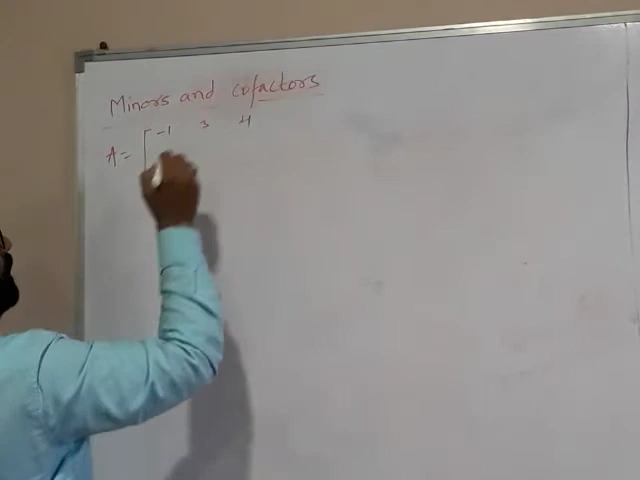 Minors and cofactors
A = [ -1 3 4